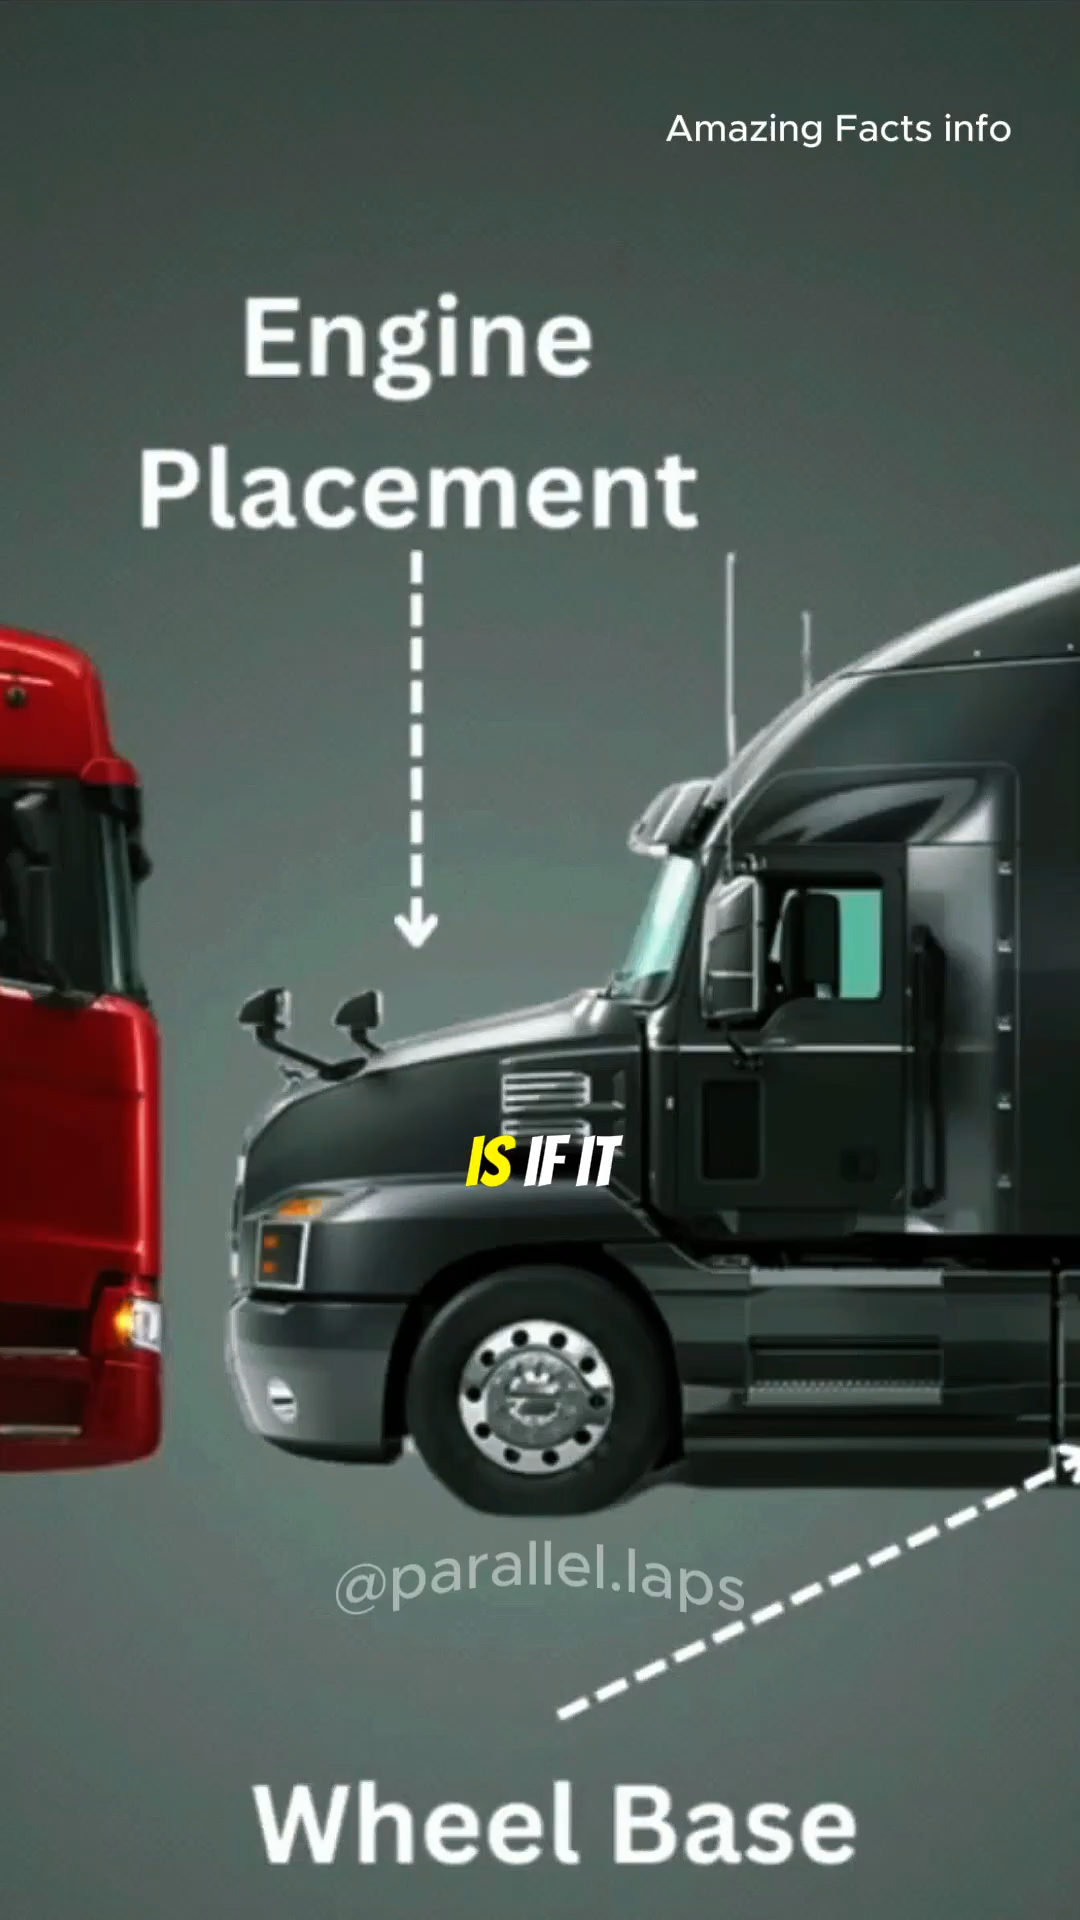 Amazing Facts info
Engine
Placement
IS IF IT
@parallel.laps
Wheel Base